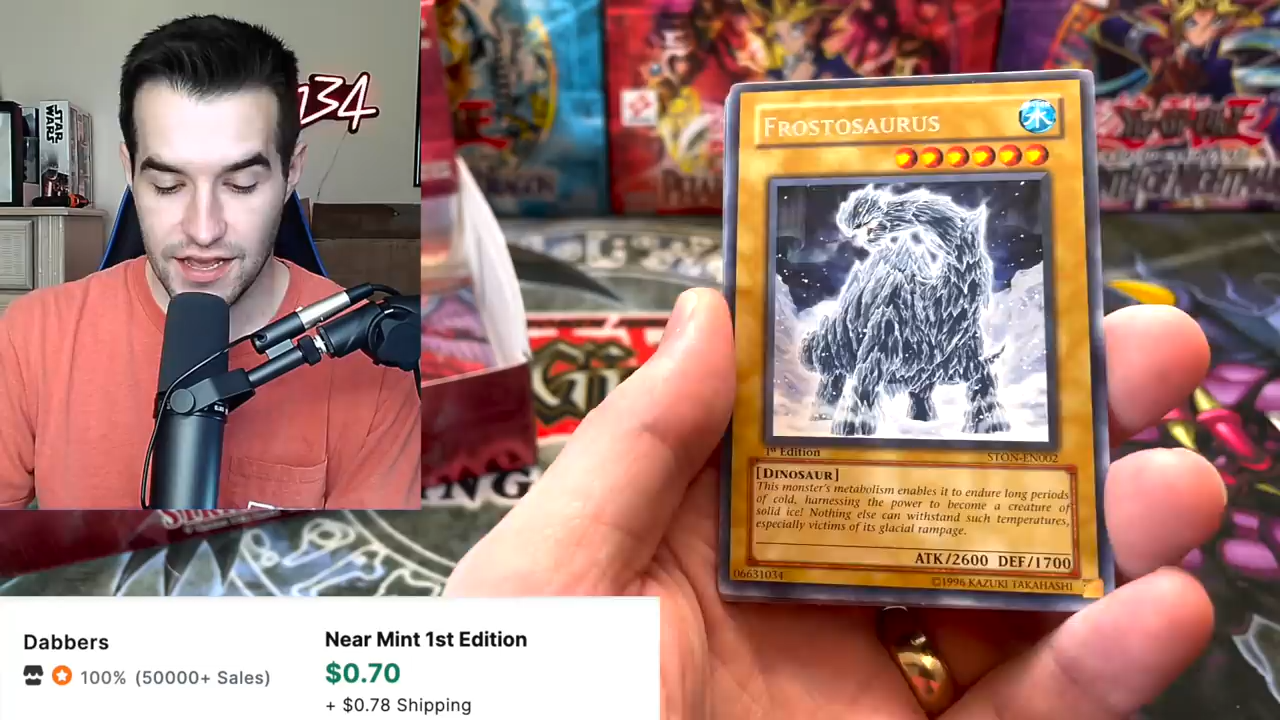 STAR
WARS
134
FROSTOSAURUS
水
1st Edition
STON-EN002
[DINOSAUR]
This monster's metabolism enables it to endure long periods
of cold, harnessing the power to become a creature of
solid ice! Nothing else can withstand such temperatures,
especially victims of its glacial rampage.
ATK/2600 DEF/1700
06631034
©1996 KAZUKI TAKAHASHI
Dabbers
100% (50000+ Sales)
Near Mint 1st Edition
$0.70
+ $0.78 Shipping